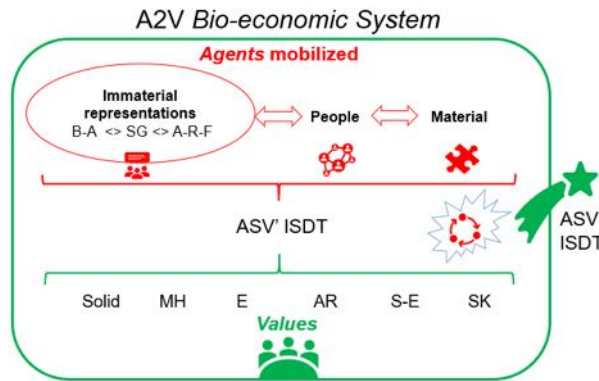 A2V Bio-economic System
Agents mobilized
Immaterial
representations
B-A <> SG <> A-R-F
People
Material
ASV' ISDT
ASV
ISDT
Solid MH E AR S-E SK
Values